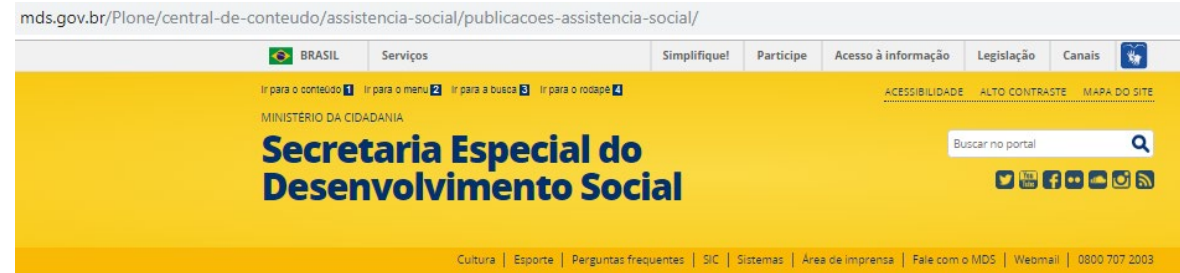 mds.gov.br/Plone/central-de-conteudo/assistencia-social/publicacoes-assistencia-social/
BRASIL Serviços Simplifique! Participe Acesso à informação Legislação Canais
Ir para o conteúdo 1 Ir para o menu 2 Ir para a busca 3 Ir para o rodapé 4 ACESSIBILIDADE ALTO CONTRASTE MAPA DO SITE
MINISTÉRIO DA CIDADANIA
Secretaria Especial do
Desenvolvimento Social
Buscar no portal
You Tube
Cultura | Esporte | Perguntas frequentes | SIC | Sistemas | Área de imprensa | Fale com o MDS | Webmail | 0800 707 2003